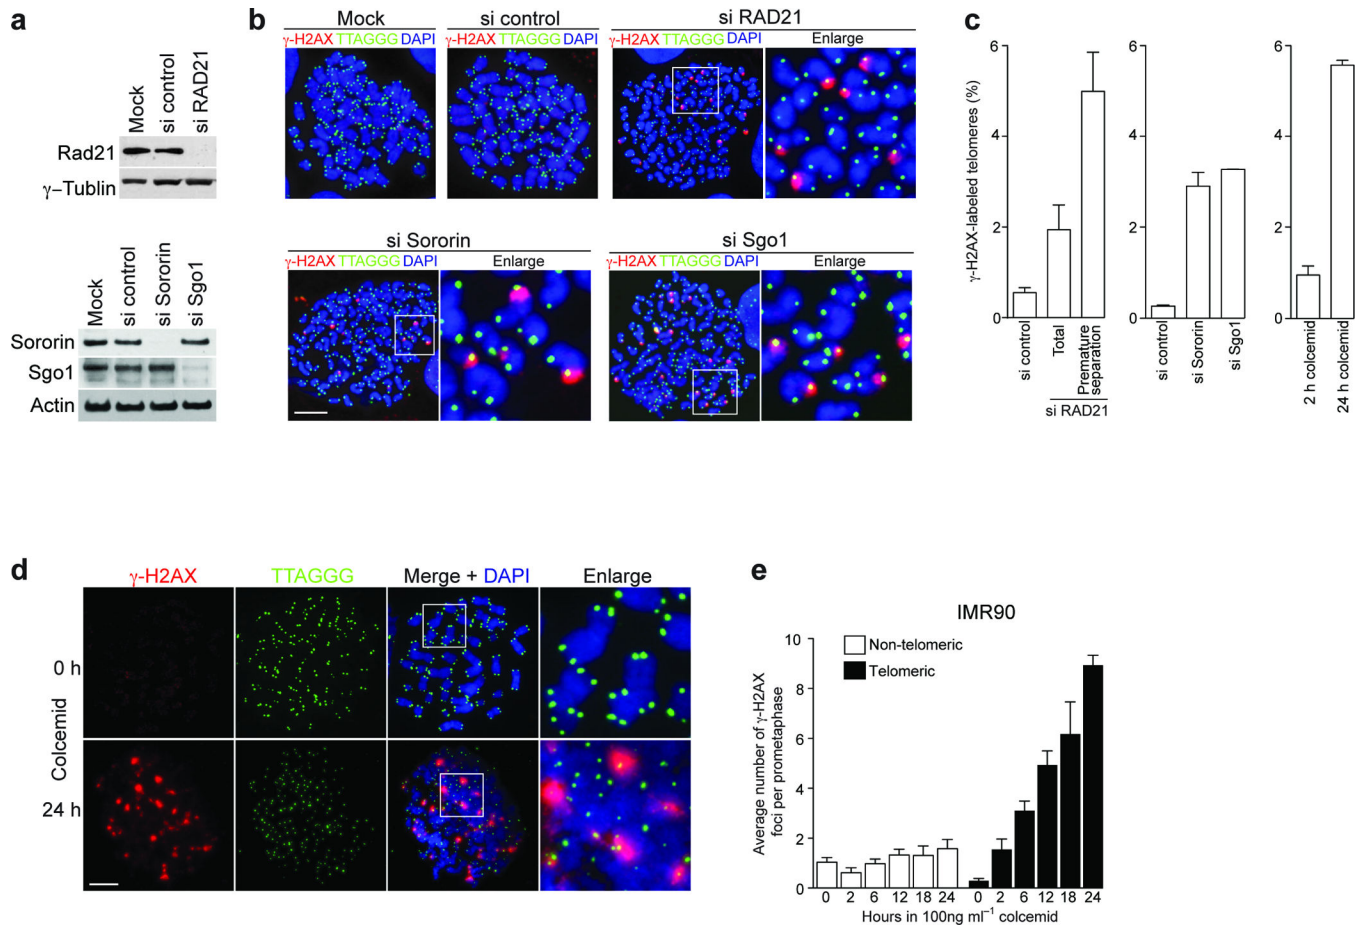 a
Mock
si control
si RAD21
Rad21
γ–Tublin
Mock
si control
si Sororin
si Sgo1
Sororin
Sgo1
Actin
b
Mock
γ-H2AX TTAGGG DAPI
si control
γ-H2AX TTAGGG DAPI
si RAD21
γ-H2AX TTAGGG DAPI
Enlarge
si Sororin
γ-H2AX TTAGGG DAPI
Enlarge
si Sgo1
γ-H2AX TTAGGG DAPI
Enlarge
c
γ-H2AX-labeled telomeres (%)
6
4
2
0
si control
Total
Premature
separation
si RAD21
6
4
2
0
si control
si Sororin
si Sgo1
6
4
2
0
2 h colcemid
24 h colcemid
d
γ-H2AX
TTAGGG
Merge + DAPI
Enlarge
Colcemid
0 h
24 h
e
IMR90
Non-telomeric
Telomeric
Average number of γ-H2AX
foci per prometaphase
10
8
6
4
2
0
0 2 6 12 18 24 0 2 6 12 18 24
Hours in 100ng ml⁻¹ colcemid